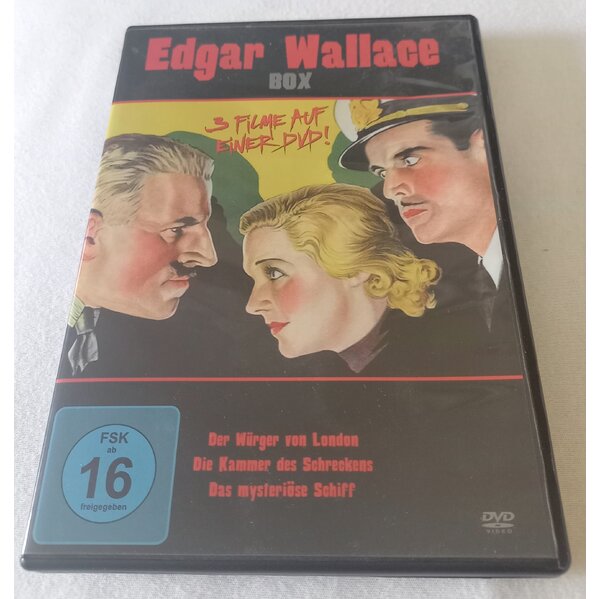 Edgar Wallace
BOX
3 FILME AUF
EINER DVD!
FSK
ab
16
freigegeben
Der Würger von London
Die Kammer des Schreckens
Das mysteriöse Schiff
DVD
VIDEO